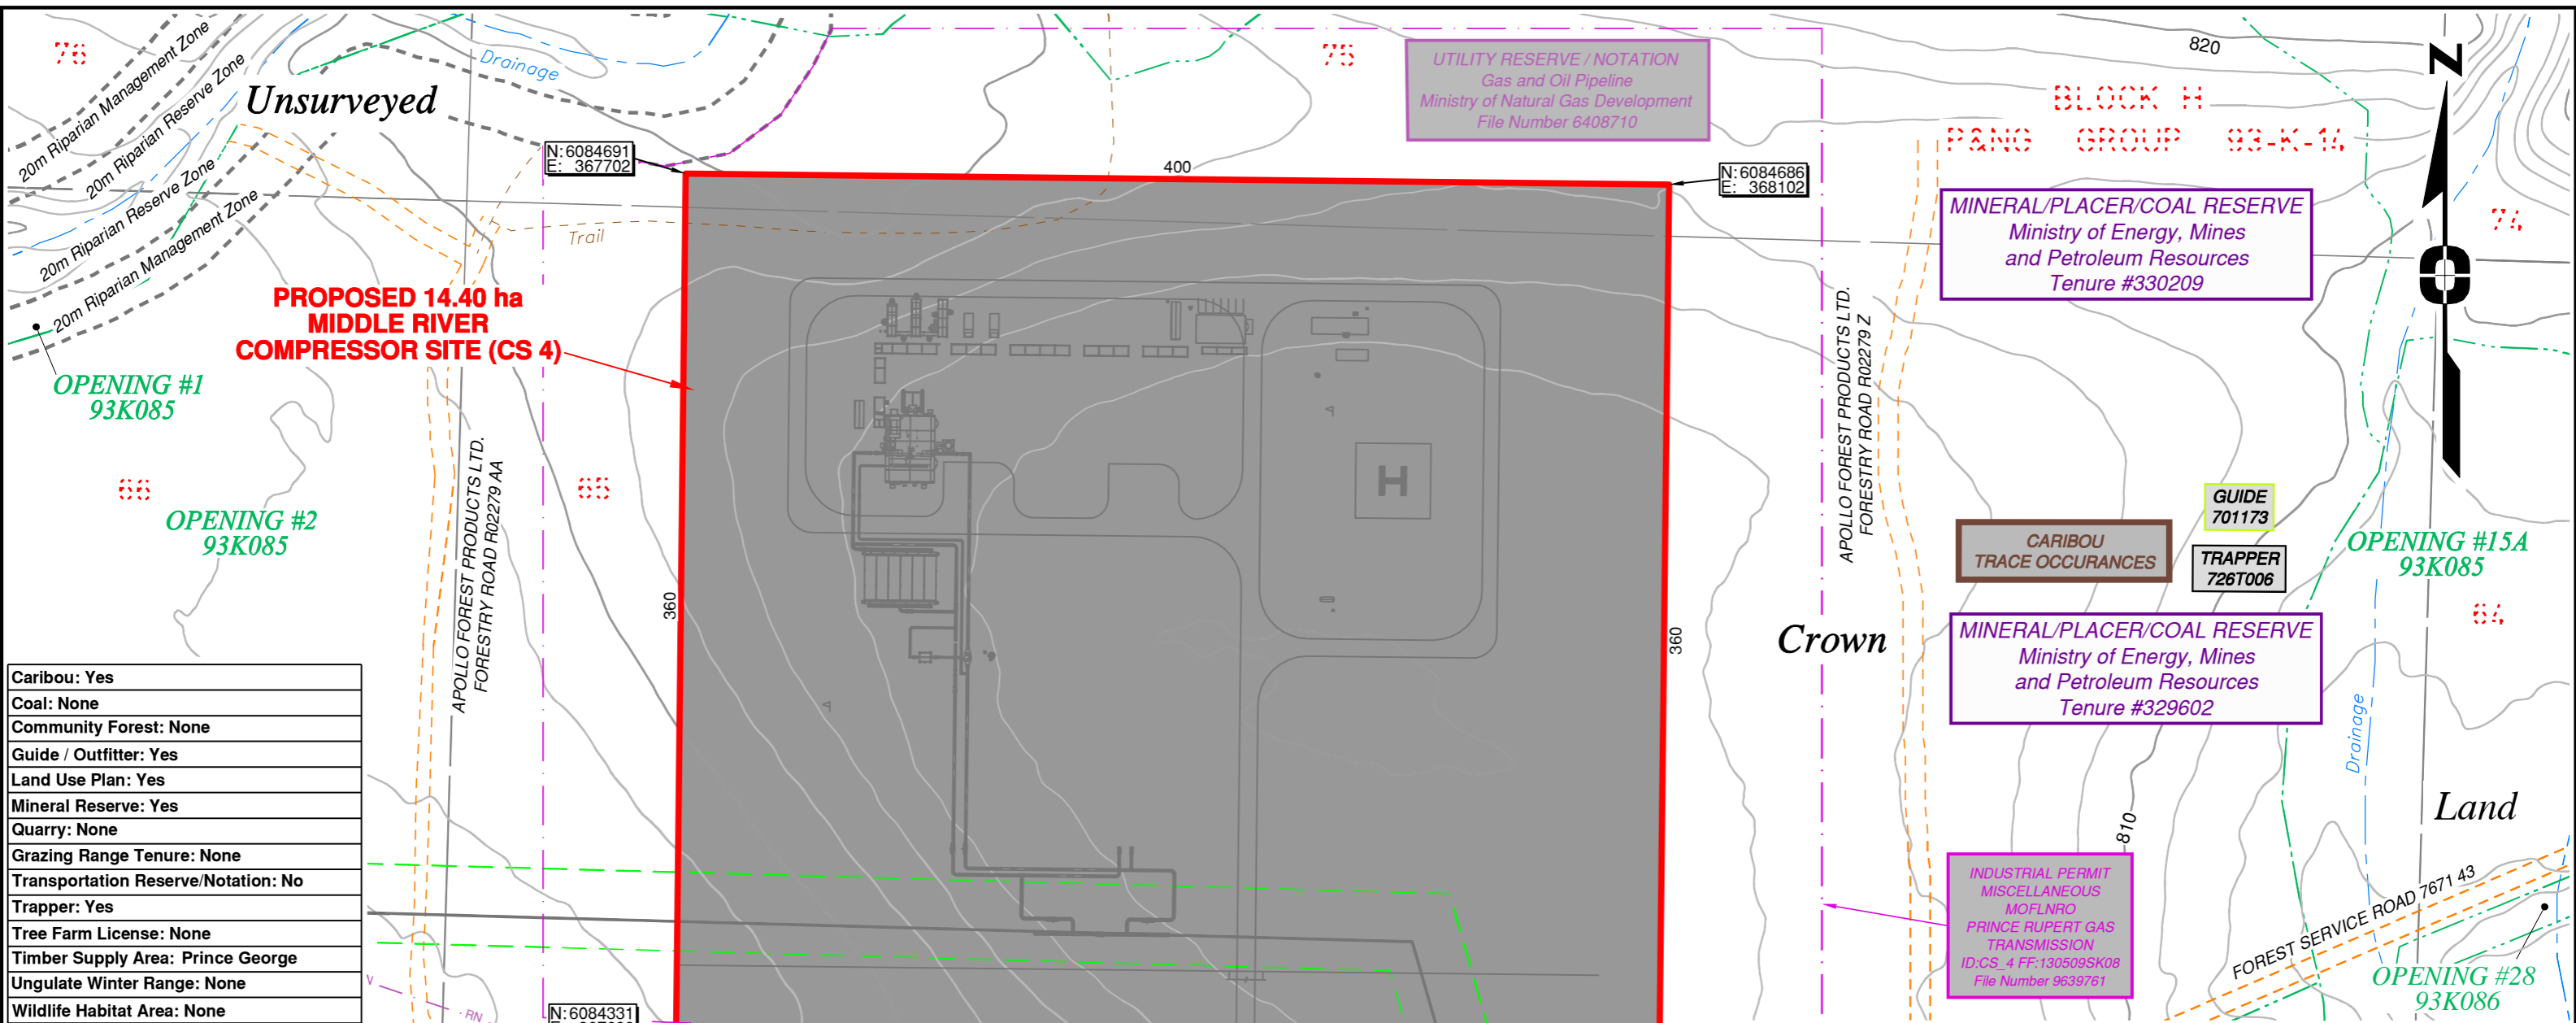 76
20m Riparian Management Zone
20m Riparian Reserve Zone
20m Riparian Reserve Zone
20m Riparian Management Zone
Unsurveyed
Drainage
75
UTILITY RESERVE / NOTATION
Gas and Oil Pipeline
Ministry of Natural Gas Development
File Number 6408710
820
N
BLOCK H
PANG GROUP 93-K-14
N:6084691
E: 367702
400
N:6084686
E: 368102
Trail
MINERAL/PLACER/COAL RESERVE
Ministry of Energy, Mines
and Petroleum Resources
Tenure #330209
74
PROPOSED 14.40 ha
MIDDLE RIVER
COMPRESSOR SITE (CS 4)
OPENING #1
93K085
66
OPENING #2
93K085
APOLLO FOREST PRODUCTS LTD.
FORESTRY ROAD R02279 AA
65
360
H
360
APOLLO FOREST PRODUCTS LTD.
FORESTRY ROAD R02279 Z
Crown
CARIBOU
TRACE OCCURANCES
GUIDE
701173
TRAPPER
726T006
OPENING #15A
93K085
64
MINERAL/PLACER/COAL RESERVE
Ministry of Energy, Mines
and Petroleum Resources
Tenure #329602
Drainage
810
Land
Caribou: Yes
Coal: None
Community Forest: None
Guide / Outfitter: Yes
Land Use Plan: Yes
Mineral Reserve: Yes
Quarry: None
Grazing Range Tenure: None
Transportation Reserve/Notation: No
Trapper: Yes
Tree Farm License: None
Timber Supply Area: Prince George
Ungulate Winter Range: None
Wildlife Habitat Area: None
RN
N:6084331
INDUSTRIAL PERMIT
MISCELLANEOUS
MOFLNRO
PRINCE RUPERT GAS
TRANSMISSION
ID:CS_4 FF:130509SK08
File Number 9639761
FOREST SERVICE ROAD 7671 43
OPENING #28
93K086